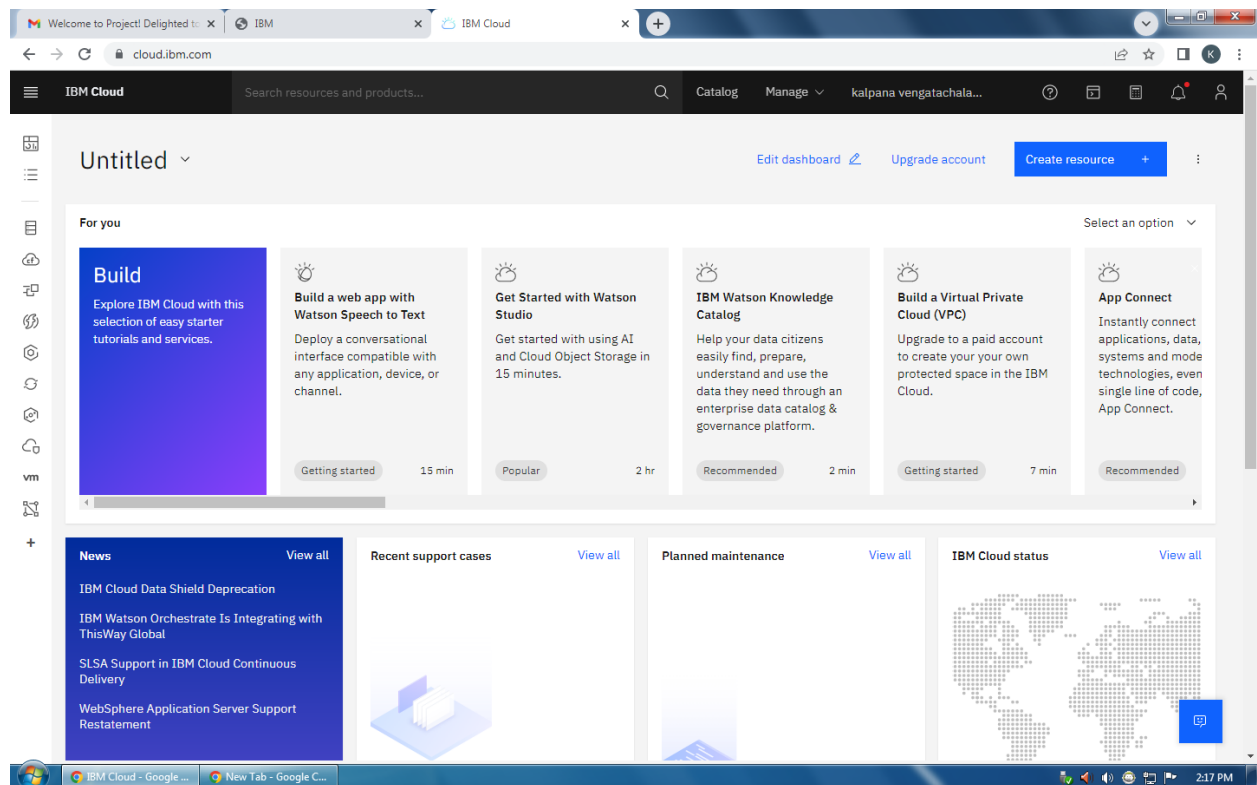 Welcome to Project! Delighted to
IBM
IBM Cloud
cloud.ibm.com
K
IBM Cloud
Search resources and products...
Catalog
Manage
kalpana vengatachala...
Untitled
Edit dashboard
Upgrade account
Create resource +
For you
Select an option
Build
Explore IBM Cloud with this
selection of easy starter
tutorials and services.
Build a web app with
Watson Speech to Text
Deploy a conversational
interface compatible with
any application, device, or
channel.
Getting started
15 min
Get Started with Watson
Studio
Get started with using AI
and Cloud Object Storage in
15 minutes.
Popular
2 hr
IBM Watson Knowledge
Catalog
Help your data citizens
easily find, prepare,
understand and use the
data they need through an
enterprise data catalog &
governance platform.
Recommended
2 min
Build a Virtual Private
Cloud (VPC)
Upgrade to a paid account
to create your your own
protected space in the IBM
Cloud.
Getting started
7 min
App Connect
Instantly connect
applications, data,
systems and mode
technologies, even
single line of code,
App Connect.
Recommended
vm
News
View all
IBM Cloud Data Shield Deprecation
IBM Watson Orchestrate Is Integrating with
ThisWay Global
SLSA Support in IBM Cloud Continuous
Delivery
WebSphere Application Server Support
Restatement
Recent support cases
View all
Planned maintenance
View all
IBM Cloud status
View all
IBM Cloud - Google ...
New Tab - Google C...
2:17 PM